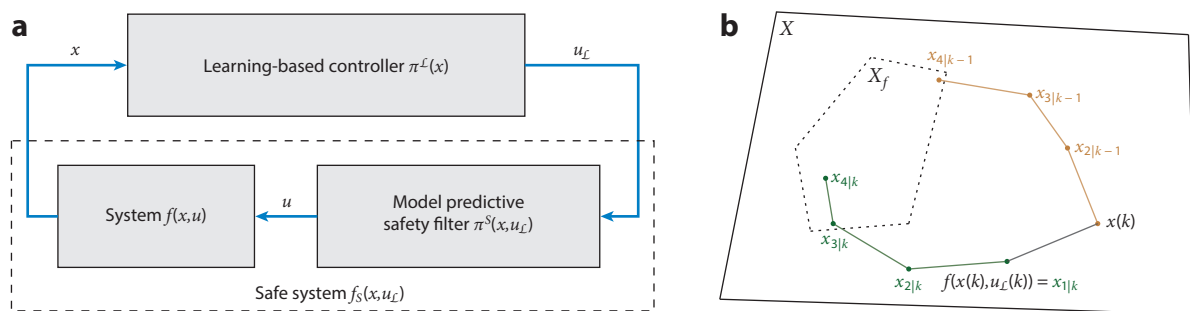 a
x
Learning-based controller π^ℒ(x)
u_ℒ
System f(x,u)
u
Model predictive
safety filter π^S(x,u_ℒ)
Safe system f_S(x,u_ℒ)
b
X
X_f
x_{4|k−1}
x_{3|k−1}
x_{2|k−1}
x(k)
x_{4|k}
x_{3|k}
x_{2|k}
f(x(k),u_ℒ(k)) = x_{1|k}